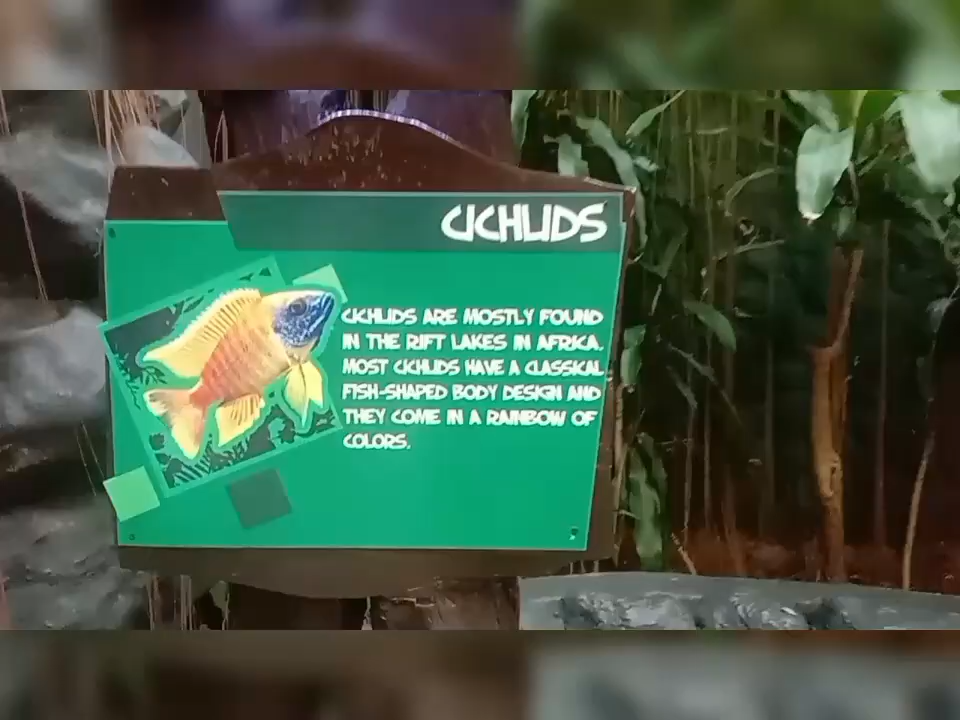 CICHLIDS
CICHLIDS ARE MOSTLY FOUND
IN THE RIFT LAKES IN AFRICA.
MOST CICHLIDS HAVE A CLASSICAL
FISH-SHAPED BODY DESIGN AND
THEY COME IN A RAINBOW OF
COLORS.